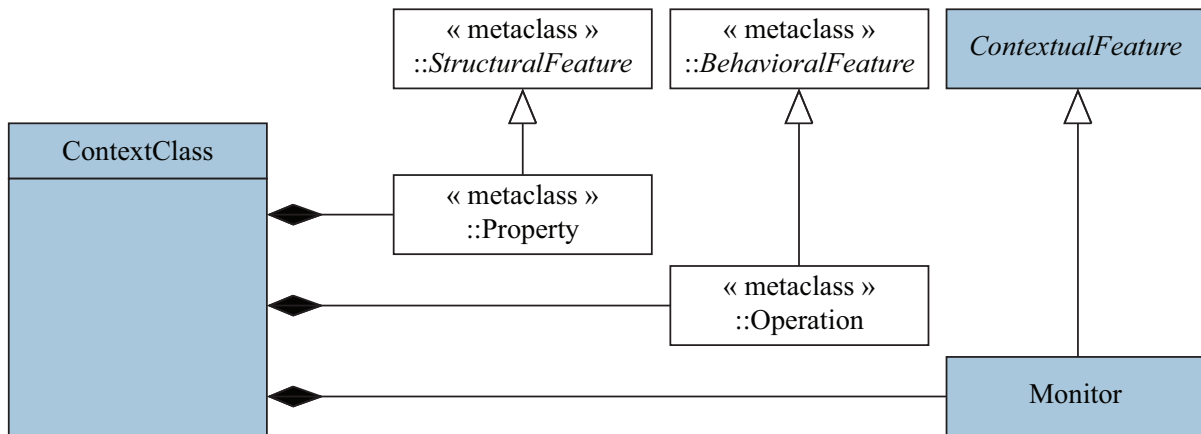 « metaclass »
::StructuralFeature
« metaclass »
::BehavioralFeature
ContextualFeature
ContextClass
« metaclass »
::Property
« metaclass »
::Operation
Monitor